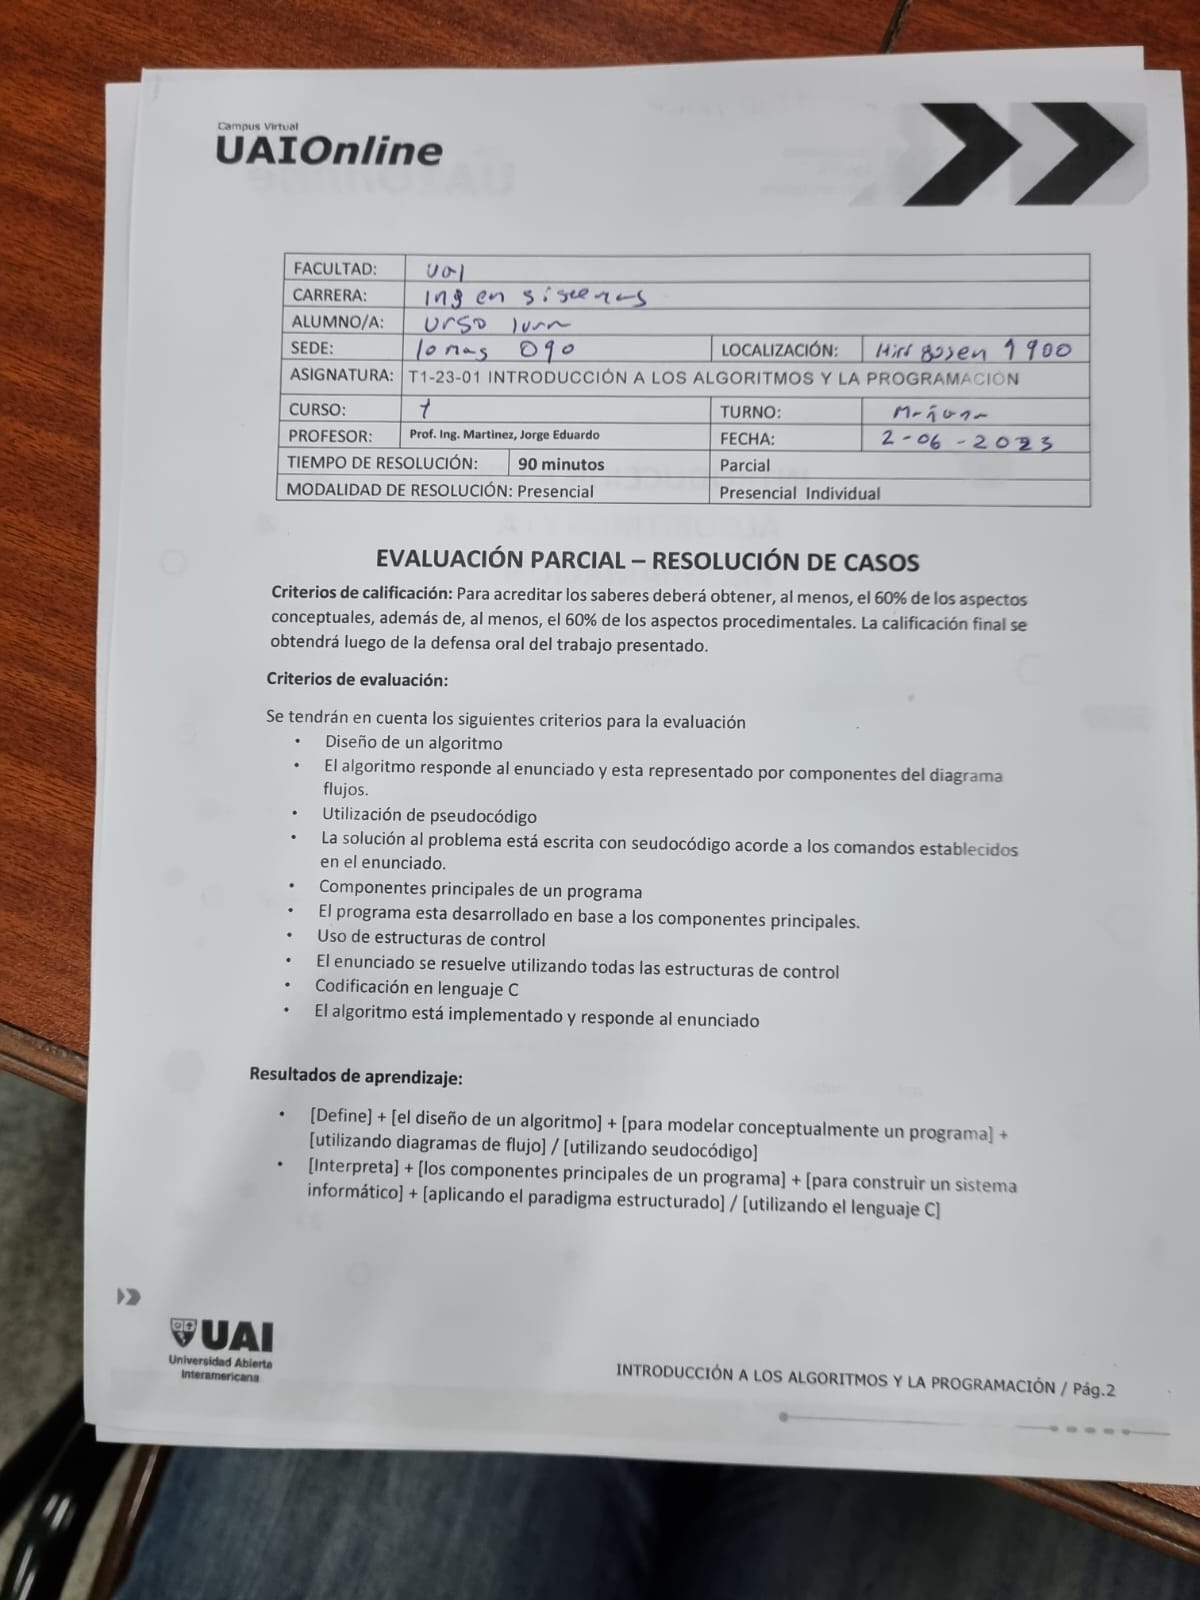 Campus Virtual
UAIOnline
FACULTAD: UAI
CARRERA: Ing en sistemas
ALUMNO/A: Urso
SEDE: lomas 090 LOCALIZACIÓN: 1900
ASIGNATURA: T1-23-01 INTRODUCCIÓN A LOS ALGORITMOS Y LA PROGRAMACIÓN
CURSO: 1 TURNO: Mañana
PROFESOR: Prof. Ing. Martinez, Jorge Eduardo FECHA: 2-06-2023
TIEMPO DE RESOLUCIÓN: 90 minutos Parcial
MODALIDAD DE RESOLUCIÓN: Presencial Presencial Individual
EVALUACIÓN PARCIAL – RESOLUCIÓN DE CASOS
Criterios de calificación: Para acreditar los saberes deberá obtener, al menos, el 60% de los aspectos
conceptuales, además de, al menos, el 60% de los aspectos procedimentales. La calificación final se
obtendrá luego de la defensa oral del trabajo presentado.
Criterios de evaluación:
Se tendrán en cuenta los siguientes criterios para la evaluación
• Diseño de un algoritmo
• El algoritmo responde al enunciado y esta representado por componentes del diagrama
flujos.
• Utilización de pseudocódigo
• La solución al problema está escrita con seudocódigo acorde a los comandos establecidos
en el enunciado.
• Componentes principales de un programa
• El programa esta desarrollado en base a los componentes principales.
• Uso de estructuras de control
• El enunciado se resuelve utilizando todas las estructuras de control
• Codificación en lenguaje C
• El algoritmo está implementado y responde al enunciado
Resultados de aprendizaje:
• [Define] + [el diseño de un algoritmo] + [para modelar conceptualmente un programa] +
[utilizando diagramas de flujo] / [utilizando seudocódigo]
• [Interpreta] + [los componentes principales de un programa] + [para construir un sistema
informático] + [aplicando el paradigma estructurado] / [utilizando el lenguaje C]
UAI
Universidad Abierta
Interamericana
INTRODUCCIÓN A LOS ALGORITMOS Y LA PROGRAMACIÓN / Pág.2